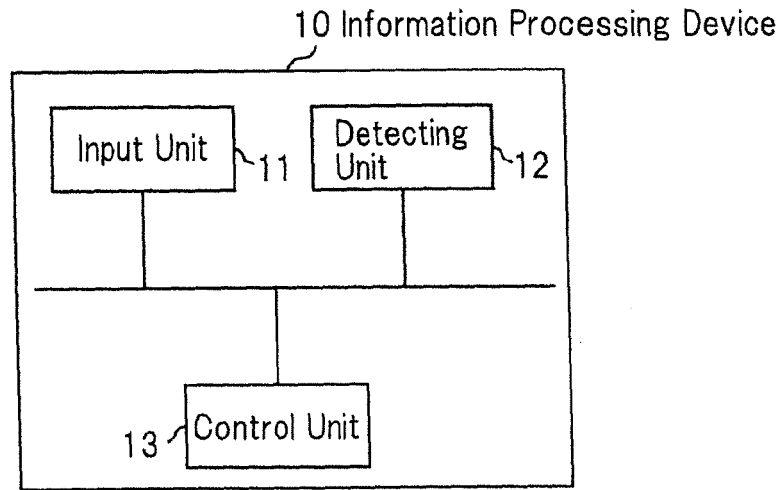 10 Information Processing Device
Input Unit
11
Detecting
Unit
12
13
Control Unit